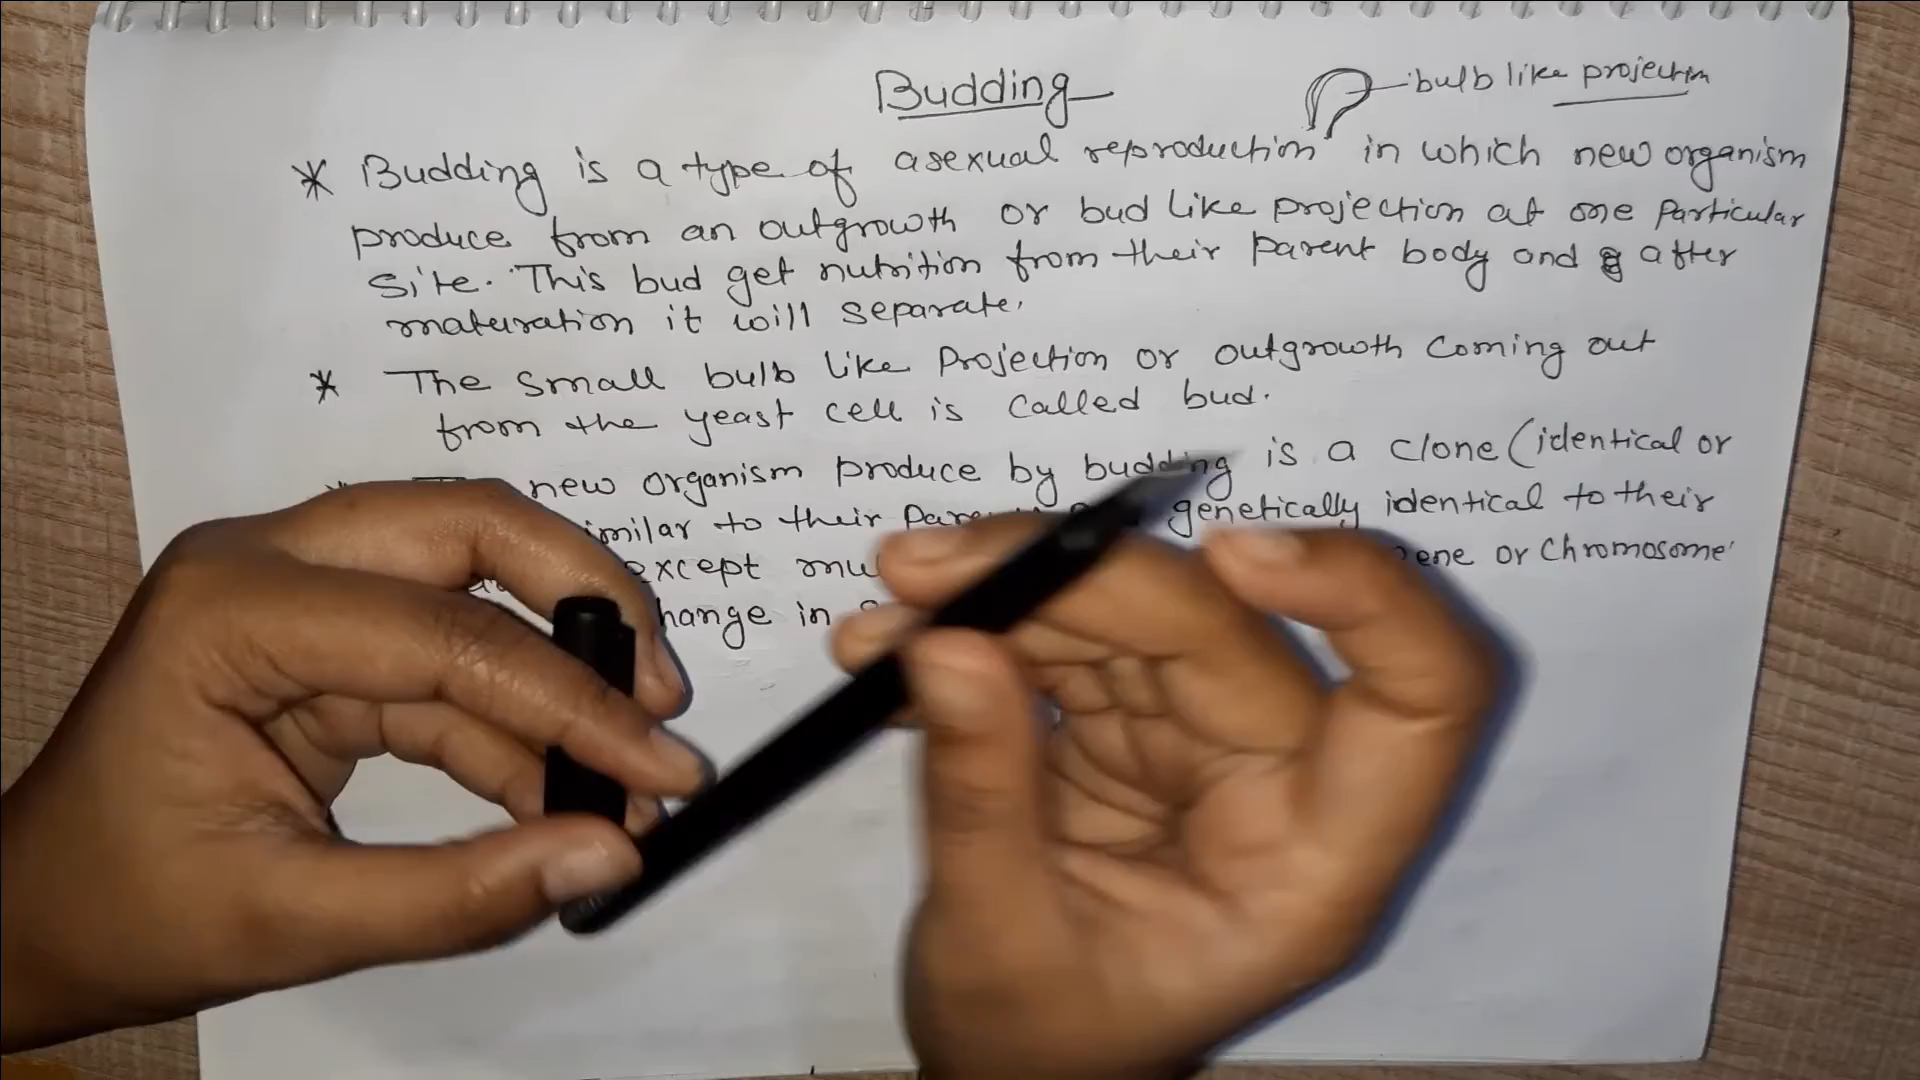 Budding
bulb like projection
* Budding is a type of asexual reproduction in which new organism
produce from an outgrowth or bud like projection at one particular
site. This bud get nutrition from their parent body and after
maturation it will separate.
* The small bulb like Projection or outgrowth coming out
from the yeast cell is called bud.
new organism produce by budding is a clone (identical or
to their genetically identical to their
except or chromosome
in